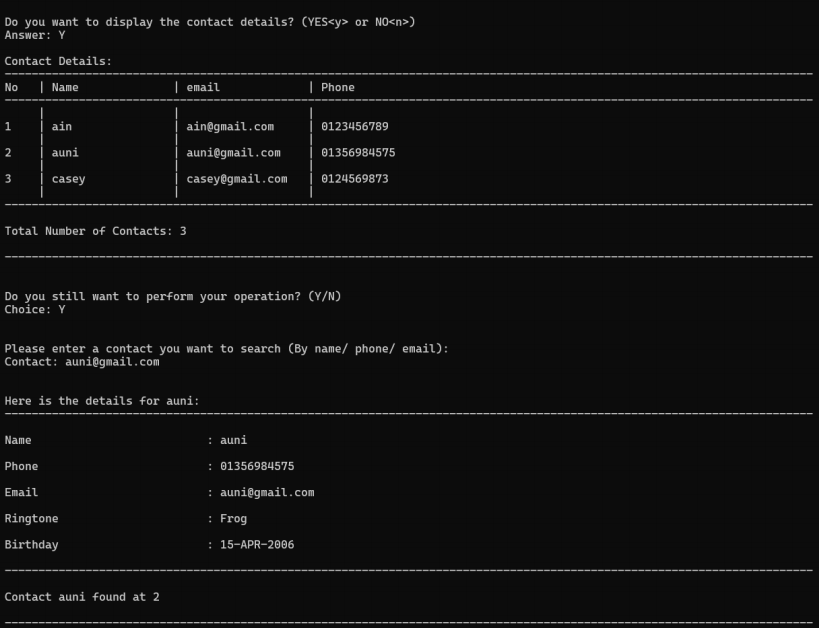 Do you want to display the contact details? (YES<y> or NO<n>)
Answer: Y
Contact Details:
No | Name | email | Phone
1 | ain | ain@gmail.com | 0123456789
2 | auni | auni@gmail.com | 01356984575
3 | casey | casey@gmail.com | 0124569873
Total Number of Contacts: 3
Do you still want to perform your operation? (Y/N)
Choice: Y
Please enter a contact you want to search (By name/ phone/ email):
Contact: auni@gmail.com
Here is the details for auni:
Name : auni
Phone : 01356984575
Email : auni@gmail.com
Ringtone : Frog
Birthday : 15-APR-2006
Contact auni found at 2